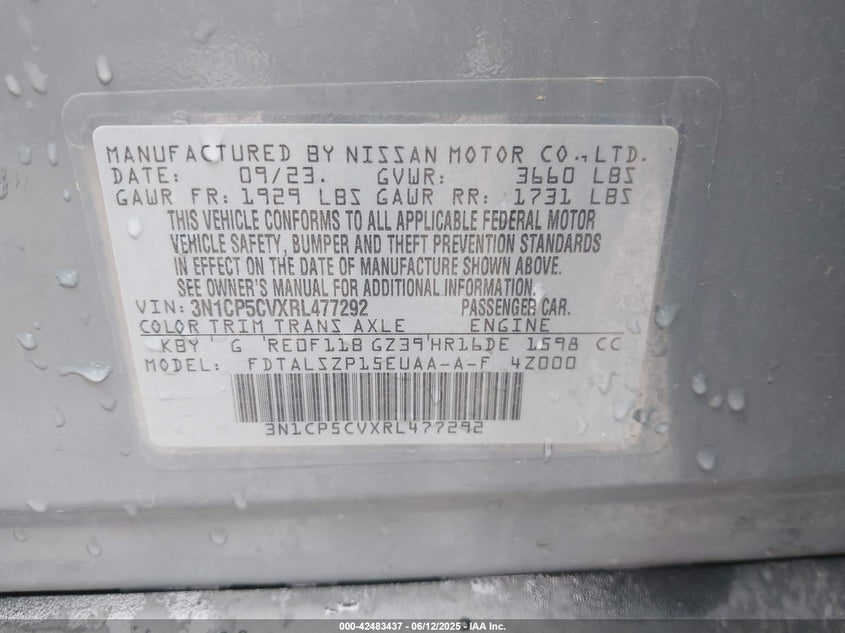 MANUFACTURED BY NISSAN MOTOR CO., LTD.
DATE: 09/23. GVWR: 3660 LBS
GAWR FR: 1929 LBS GAWR RR: 1731 LBS
THIS VEHICLE CONFORMS TO ALL APPLICABLE FEDERAL MOTOR
VEHICLE SAFETY, BUMPER AND THEFT PREVENTION STANDARDS
IN EFFECT ON THE DATE OF MANUFACTURE SHOWN ABOVE.
SEE OWNER'S MANUAL FOR ADDITIONAL INFORMATION.
VIN: 3N1CP5CVXRL477292 PASSENGER CAR.
COLOR TRIM TRANS AXLE ENGINE
KBY G RE0F11B GZ39 HR16DE 1598 CC
MODEL: FDTALSZP15EUAA-A-F 4Z000
3N1CP5CVXRL477292
000-42483437 - 06/12/2025 - IAA Inc.